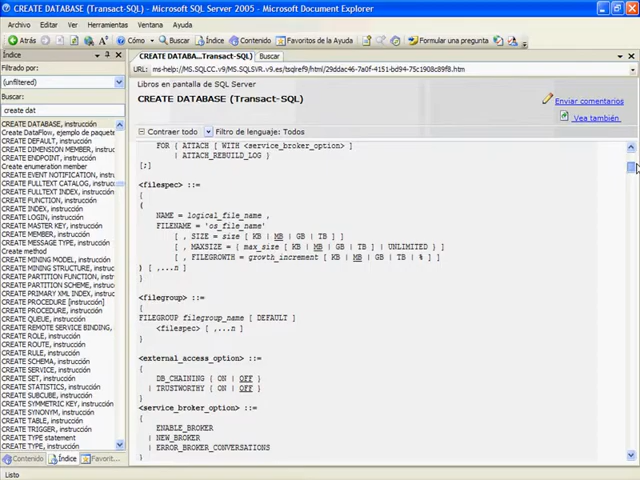 CREATE DATABASE (Transact-SQL) - Microsoft SQL Server 2005 - Microsoft Document Explorer
Archivo Editar Ver Herramientas Ventana Ayuda
Atrás Cómo Buscar Índice Contenido Favoritos de la Ayuda Formular una pregunta
Índice
Filtrado por:
(unfiltered)
Buscar:
create dat
CREATE DATABASE, instrucción
Create DataFlow, ejemplo de paquete
CREATE DEFAULT, instrucción
CREATE DIMENSION MEMBER, instrucción
CREATE ENDPOINT, instrucción
Create enumeration member
CREATE EVENT NOTIFICATION, instrucción
CREATE FULLTEXT CATALOG, instrucción
CREATE FULLTEXT INDEX, instrucción
CREATE FUNCTION, instrucción
CREATE INDEX, instrucción
CREATE LOGIN, instrucción
CREATE MASTER KEY, instrucción
CREATE MEMBER, instrucción
CREATE MESSAGE TYPE, instrucción
Create method
CREATE MINING MODEL, instrucción
CREATE MINING STRUCTURE, instrucción
CREATE PARTITION FUNCTION, instrucción
CREATE PARTITION SCHEME, instrucción
CREATE PRIMARY XML INDEX, instrucción
CREATE PROCEDURE [instrucción]
CREATE PROCEDURE, instrucción
CREATE QUEUE, instrucción
CREATE REMOTE SERVICE BINDING,
CREATE ROLE, instrucción
CREATE ROUTE, instrucción
CREATE RULE, instrucción
CREATE SCHEMA, instrucción
CREATE SERVICE, instrucción
CREATE SET, instrucción
CREATE STATISTICS, instrucción
CREATE SUBCUBE, instrucción
CREATE SYMMETRIC KEY, instrucción
CREATE SYNONYM, instrucción
CREATE TABLE, instrucción
CREATE TRIGGER, instrucción
CREATE TYPE statement
CREATE TYPE, instrucción
Contenido Índice Favorit...
CREATE DATABA...Transact-SQL) Buscar
URL: ms-help://MS.SQLCC.v9/MS.SQLSVR.v9.es/tsqlref9/html/29ddac46-7a0f-4151-bd94-75c1908c89f8.htm
Libros en pantalla de SQL Server
CREATE DATABASE (Transact-SQL)
Enviar comentarios
Vea también
Contraer todo Filtro de lenguaje: Todos
FOR { ATTACH [ WITH <service_broker_option> ]
| ATTACH_REBUILD_LOG }
[;]
<filespec> ::=
{
(
NAME = logical_file_name ,
FILENAME = 'os_file_name'
[ , SIZE = size [ KB | MB | GB | TB ] ]
[ , MAXSIZE = { max_size [ KB | MB | GB | TB ] | UNLIMITED } ]
[ , FILEGROWTH = growth_increment [ KB | MB | GB | TB | % ] ]
) [ ,...n ]
}
<filegroup> ::=
{
FILEGROUP filegroup_name [ DEFAULT ]
<filespec> [ ,...n ]
}
<external_access_option> ::=
{
DB_CHAINING { ON | OFF }
| TRUSTWORTHY { ON | OFF }
}
<service_broker_option> ::=
{
ENABLE_BROKER
| NEW_BROKER
| ERROR_BROKER_CONVERSATIONS
}
Listo